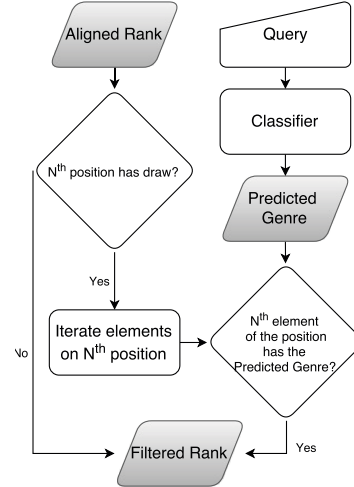 Aligned Rank
Query
Classifier
Nth position has draw?
Predicted
Genre
Yes
Iterate elements
on Nth position
Nth element
of the position
has the
Predicted Genre?
No
Filtered Rank
Yes